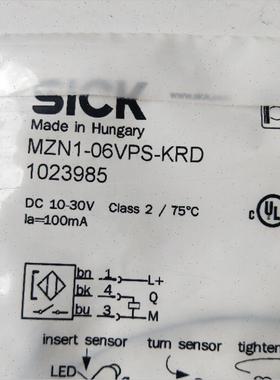 SICK
Made in Hungary
MZN1-06VPS-KRD
1023985
DC 10-30V Class 2 / 75°C
Ia=100mA
c UL
bn 1 L+
bk 4 Q
bu 3 M
insert sensor turn sensor tighten
LED